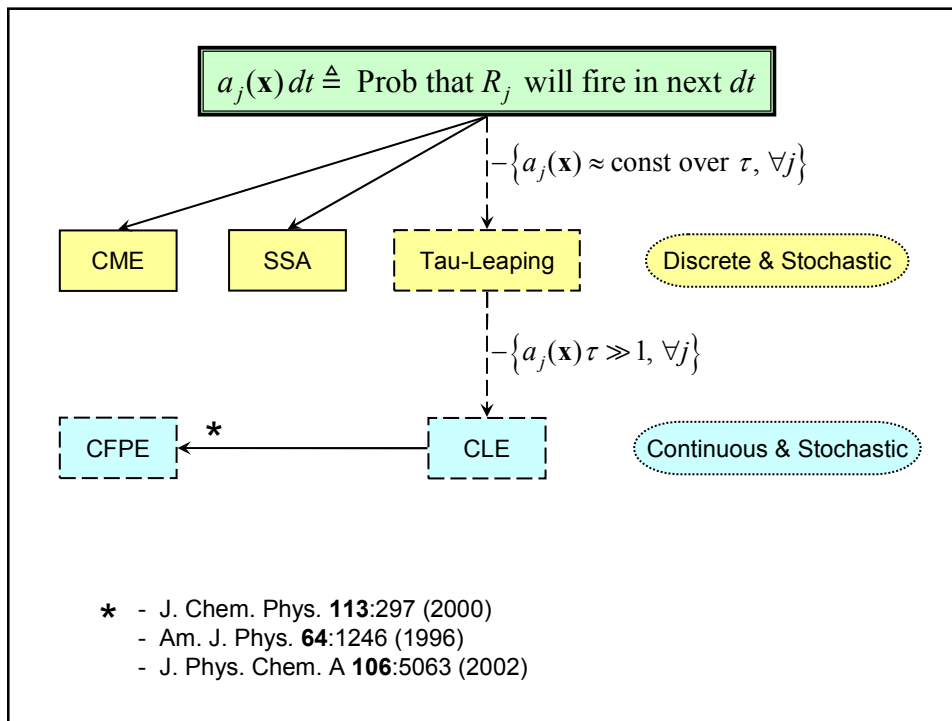 a_j(x) dt ≜ Prob that R_j will fire in next dt
{a_j(x) ≈ const over τ, ∀j}
CME SSA Tau-Leaping Discrete & Stochastic
{a_j(x)τ ≫ 1, ∀j}
*
CFPE CLE Continuous & Stochastic
* - J. Chem. Phys. 113:297 (2000)
- Am. J. Phys. 64:1246 (1996)
- J. Phys. Chem. A 106:5063 (2002)